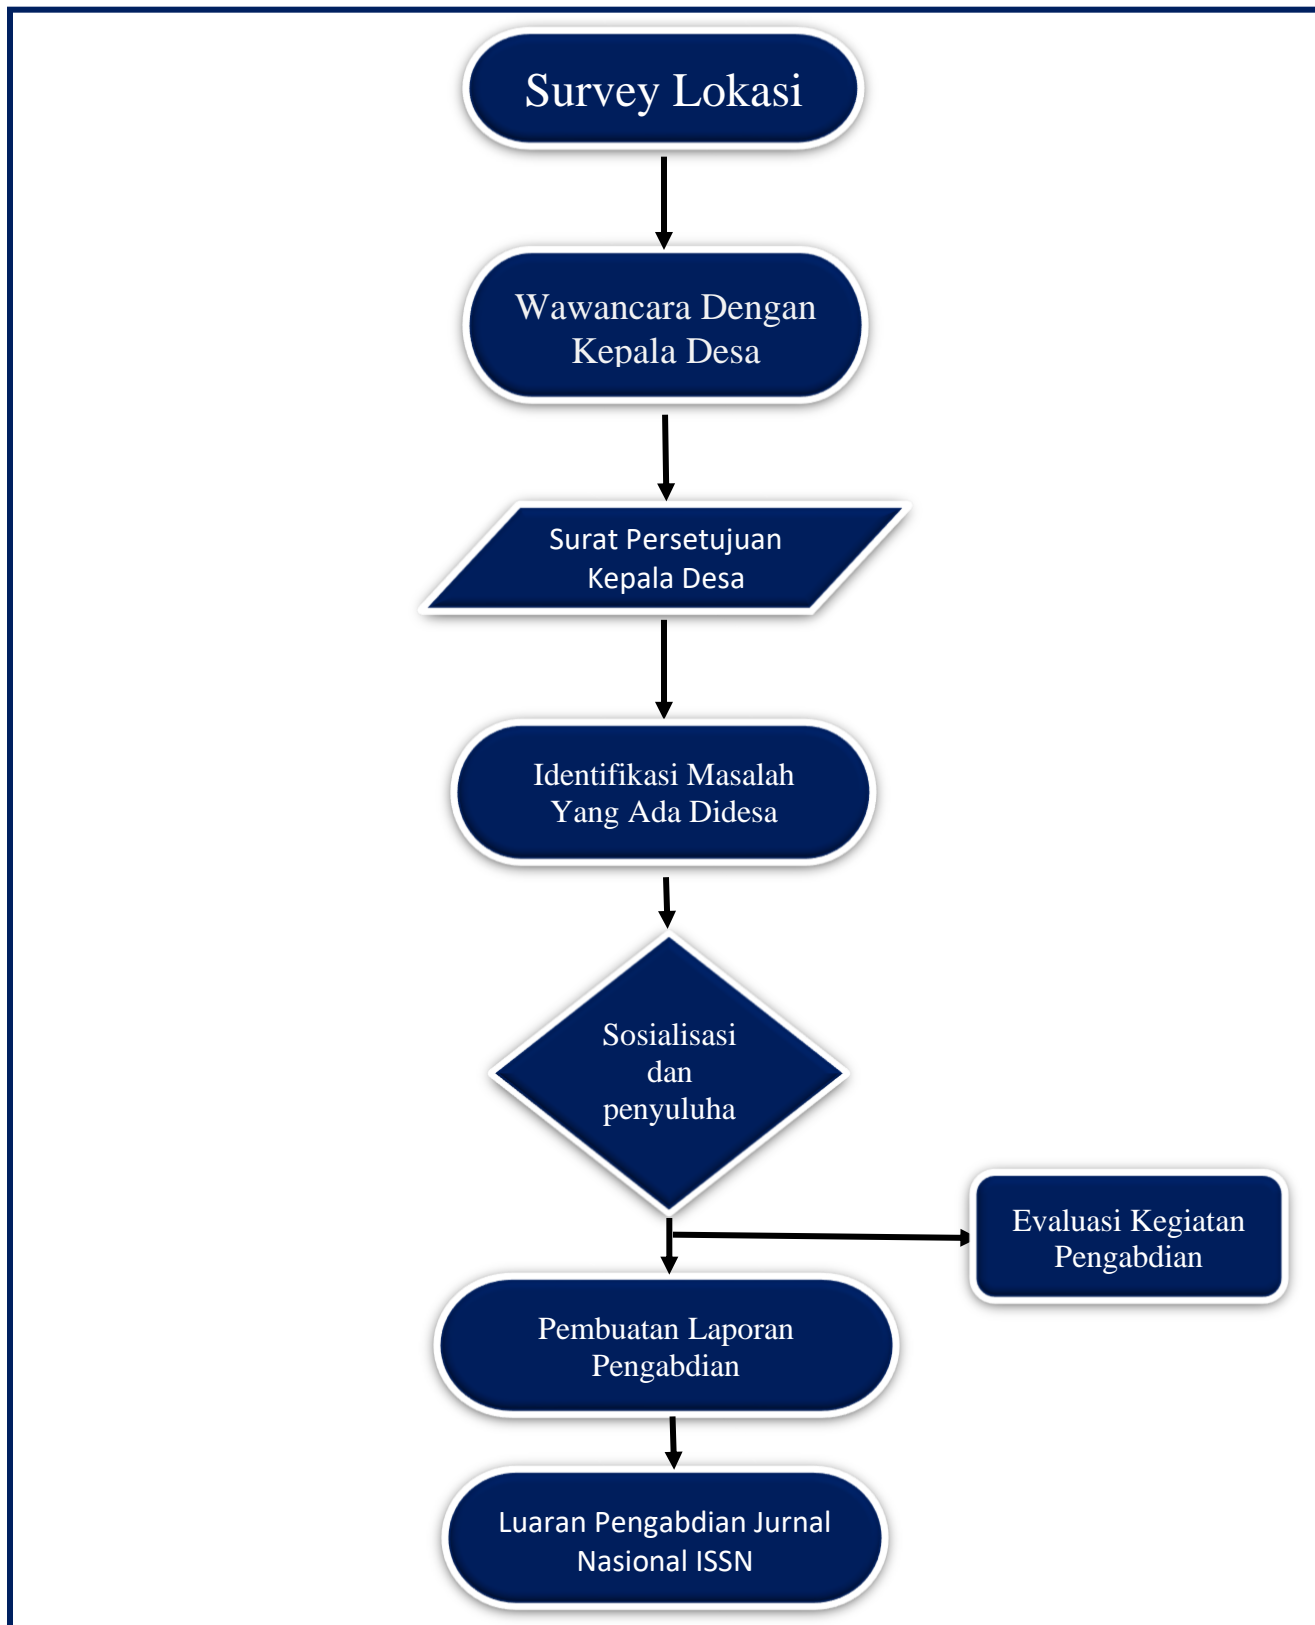 Survey Lokasi
Wawancara Dengan
Kepala Desa
Surat Persetujuan
Kepala Desa
Identifikasi Masalah
Yang Ada Didesa
Sosialisasi
dan
penyuluha
Evaluasi Kegiatan
Pengabdian
Pembuatan Laporan
Pengabdian
Luaran Pengabdian Jurnal
Nasional ISSN